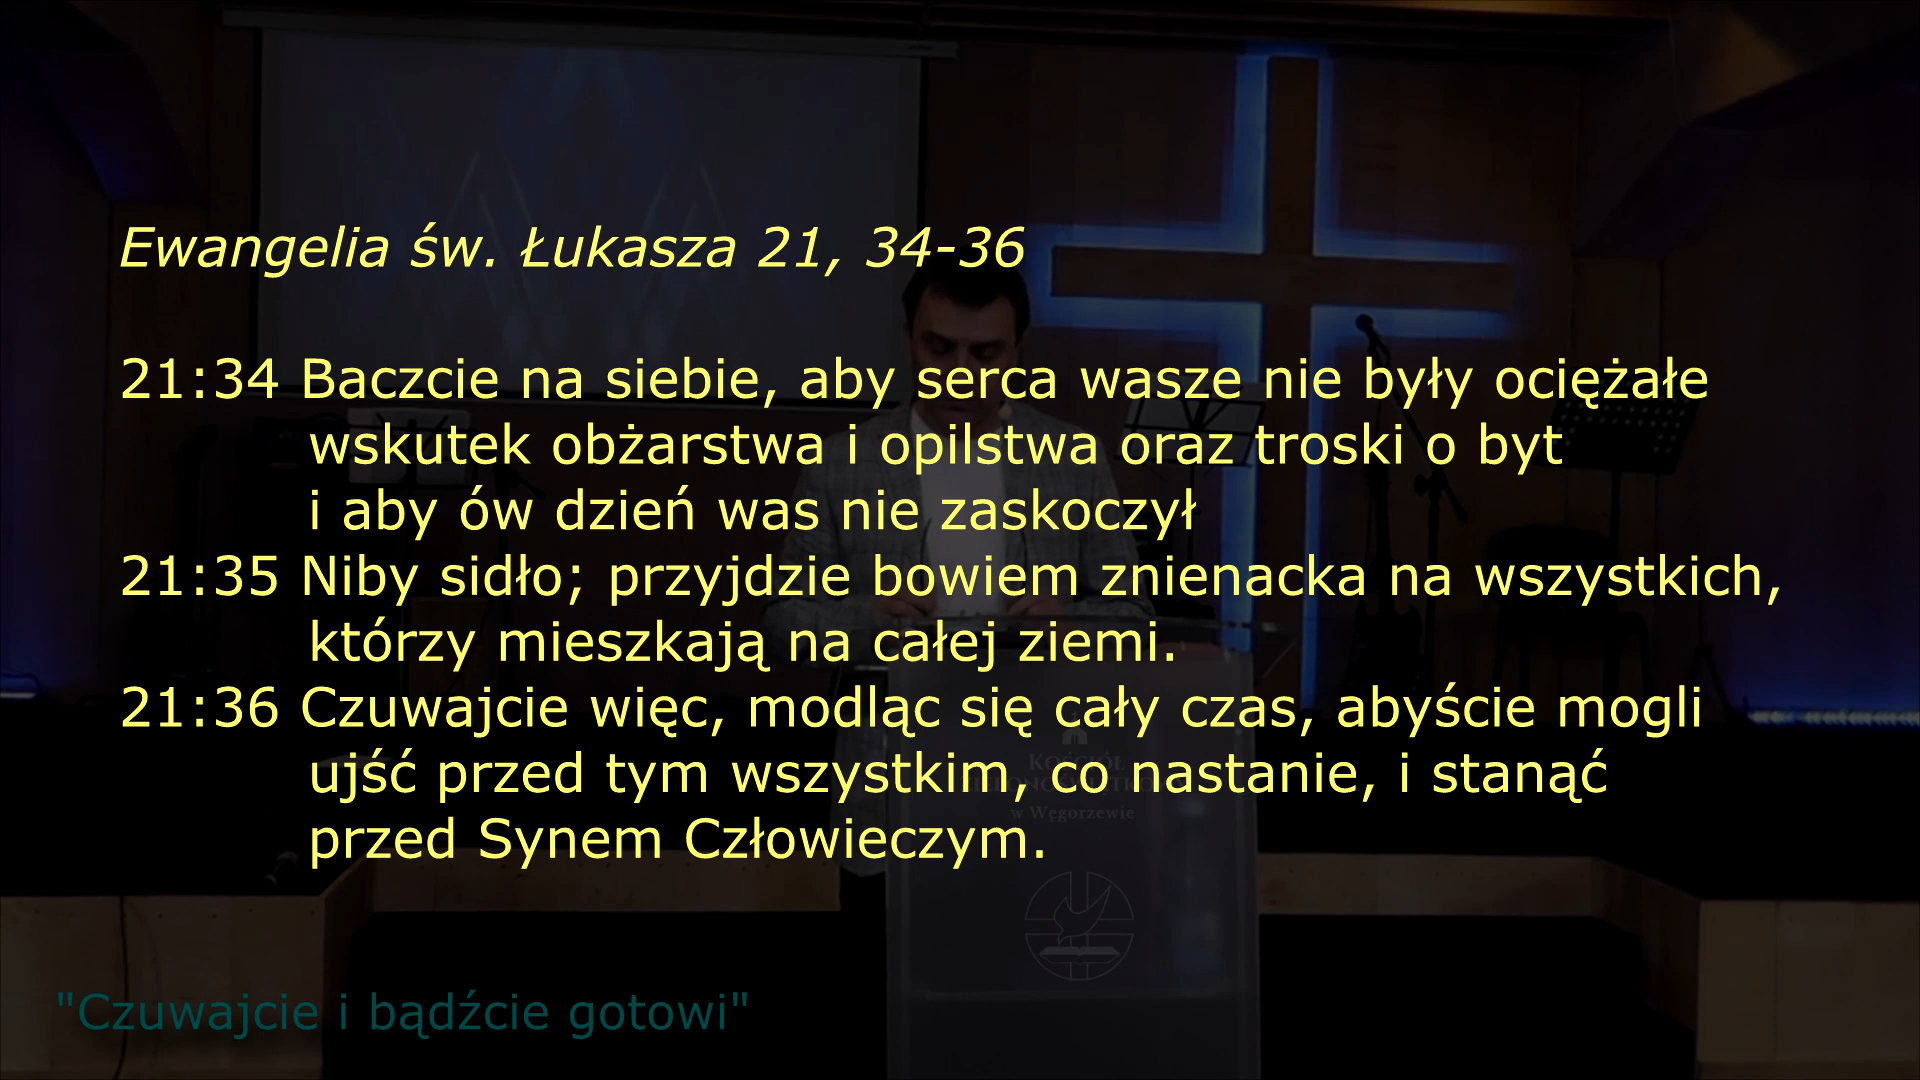 Ewangelia św. Łukasza 21, 34-36
21:34 Baczcie na siebie, aby serca wasze nie były ociężałe
wskutek obżarstwa i opilstwa oraz troski o byt
i aby ów dzień was nie zaskoczył
21:35 Niby sidło; przyjdzie bowiem znienacka na wszystkich,
którzy mieszkają na całej ziemi.
21:36 Czuwajcie więc, modląc się cały czas, abyście mogli
ujść przed tym wszystkim, co nastanie, i stanąć
przed Synem Człowieczym.
Kościół
w Węgorzewie
"Czuwajcie i bądźcie gotowi"